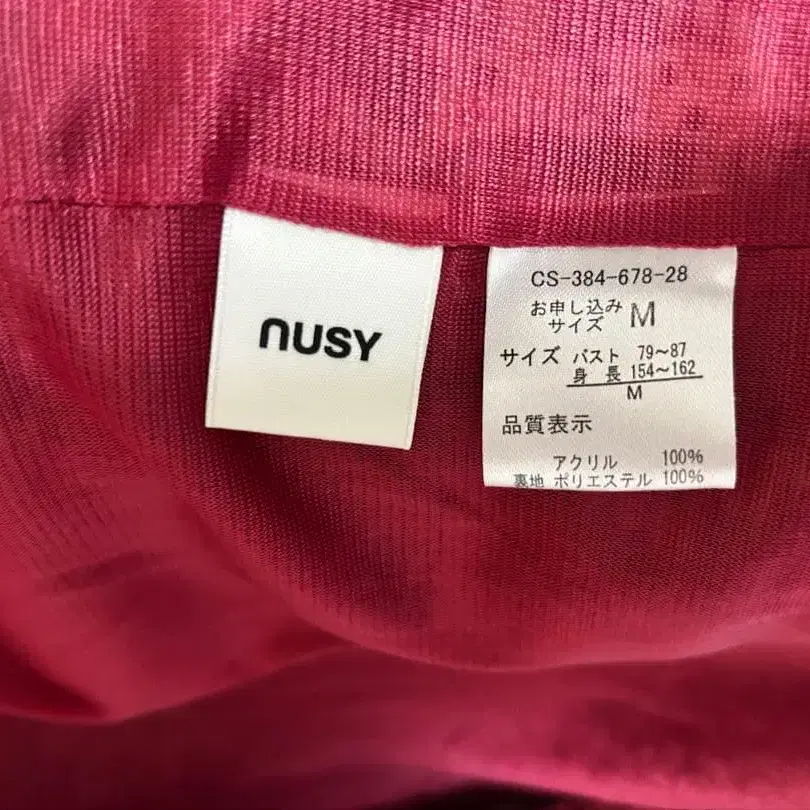 nusy
CS-384-678-28
お申し込み
サイズ M
サイズ バスト 79～87
身長 154～162
M
品質表示
アクリル 100%
裏地 ポリエステル 100%